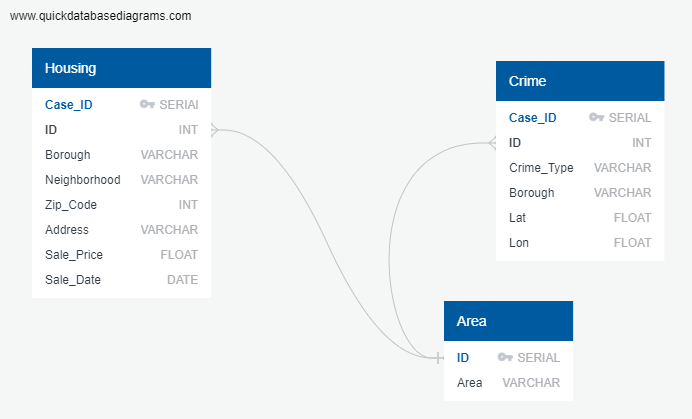 www.quickdatabasediagrams.com
Housing
Case_ID SERIAI
ID INT
Borough VARCHAR
Neighborhood VARCHAR
Zip_Code INT
Address VARCHAR
Sale_Price FLOAT
Sale_Date DATE
Crime
Case_ID SERIAL
ID INT
Crime_Type VARCHAR
Borough VARCHAR
Lat FLOAT
Lon FLOAT
Area
ID SERIAL
Area VARCHAR